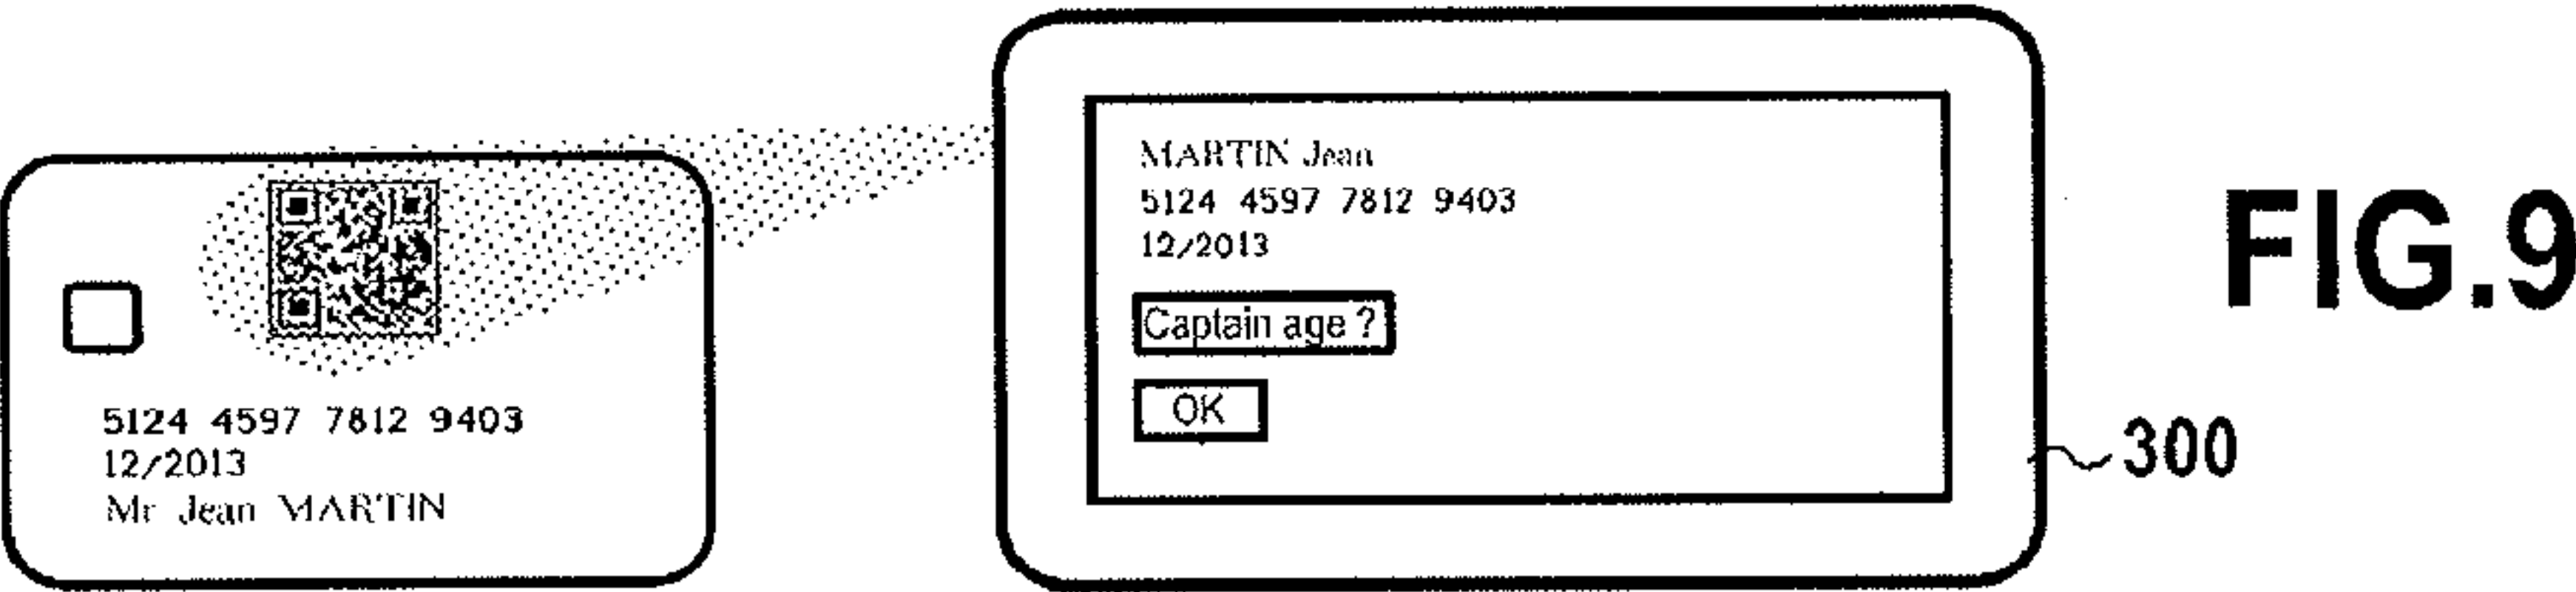 5124 4597 7812 9403
12/2013
Mr Jean MARTIN
MARTIN Jean
5124 4597 7812 9403
12/2013
Captain age ?
OK
300
FIG.9